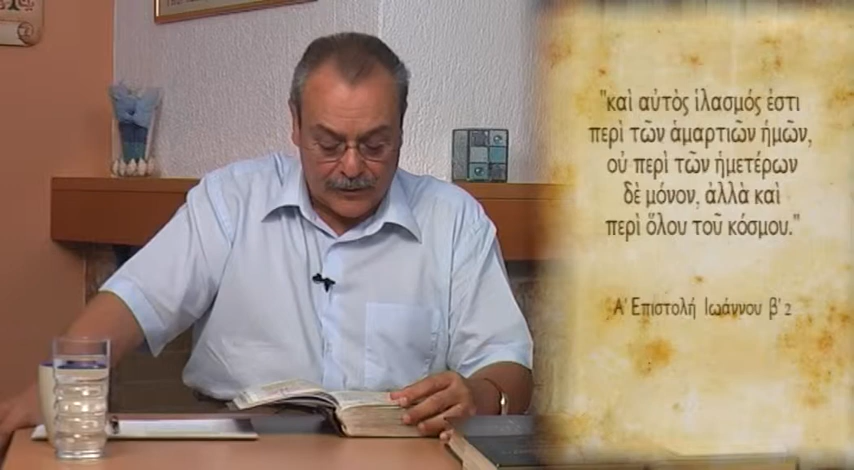 "καὶ αὐτὸς ἱλασμός ἐστι
περὶ τῶν ἁμαρτιῶν ἡμῶν,
οὐ περὶ τῶν ἡμετέρων
δὲ μόνον, ἀλλὰ καὶ
περὶ ὅλου τοῦ κόσμου."
Α' Επιστολή Ιωάννου β' 2